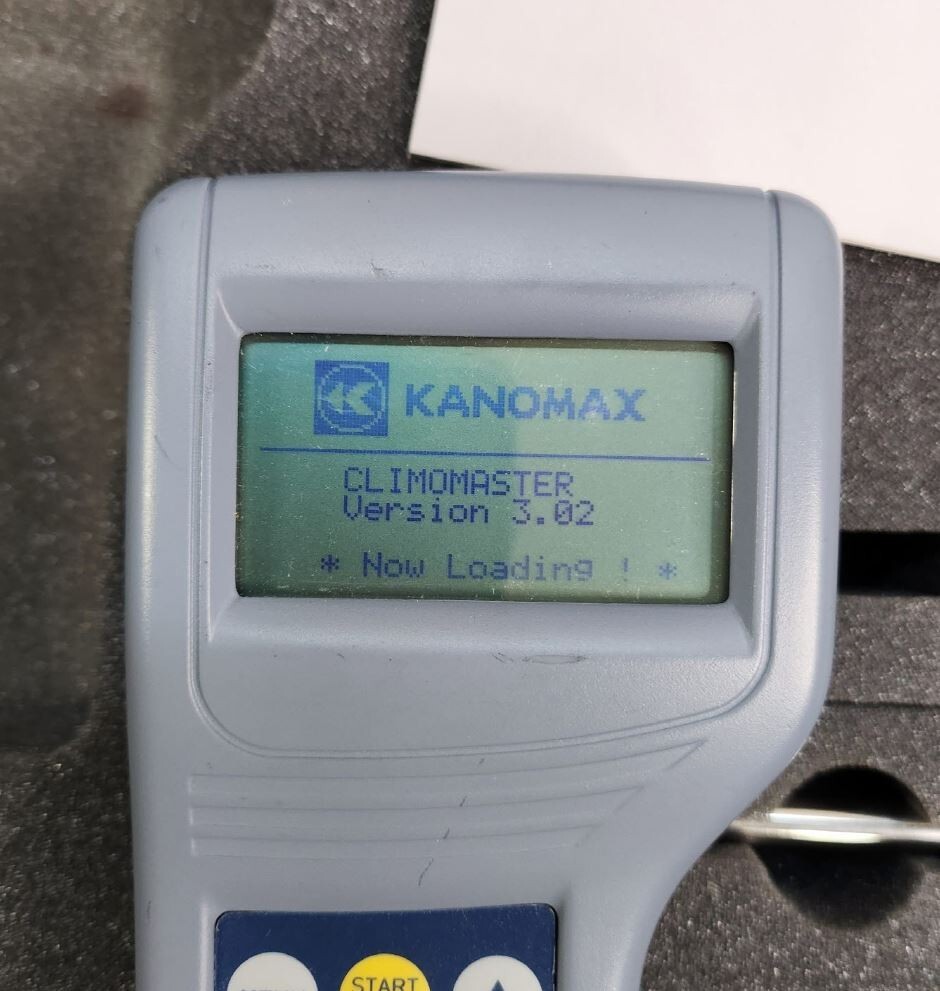 KANOMAX
CLIMOMASTER
Version 3.02
* Now Loading ! *
START